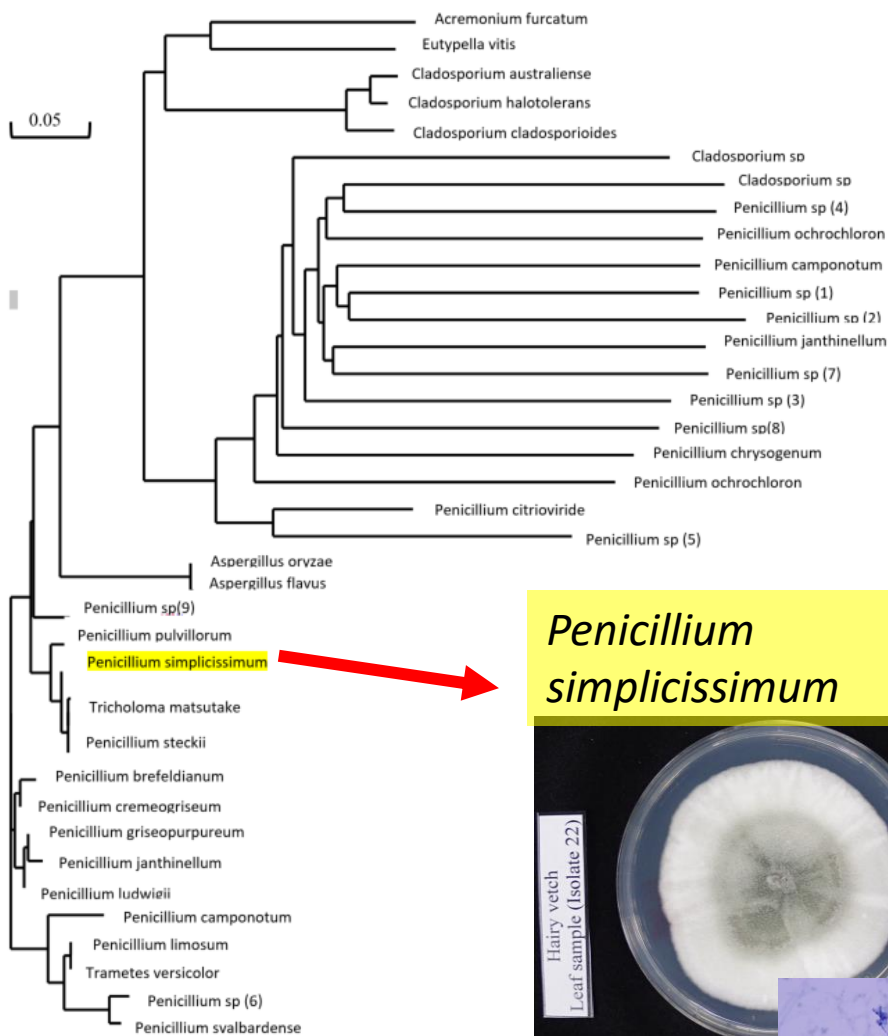 Acremonium furcatum
Eutypella vitis
Cladosporium australiense
0.05
Cladosporium halotolerans
Cladosporium cladosporioides
Cladosporium sp
Cladosporium sp
Penicillium sp (4)
Penicillium ochrochloron
Penicillium camponotum
Penicillium sp (1)
Penicillium sp (2)
Penicillium janthinellum
Penicillium sp (7)
Penicillium sp (3)
Penicillium sp(8)
Penicillium chrysogenum
Penicillium ochrochloron
Penicillium citrioviride
Penicillium sp (5)
Aspergillus oryzae
Aspergillus flavus
Penicillium sp(9)
Penicillium pulvillorum
Penicillium simplicissimum
Tricholoma matsutake
Penicillium steckii
Penicillium brefeldianum
Penicillium cremeogriseum
Penicillium griseopurpureum
Penicillium janthinellum
Penicillium ludwigii
Penicillium camponotum
Penicillium limosum
Trametes versicolor
Penicillium sp (6)
Penicillium svalbardense
Penicillium
simplicissimum
Hairy vetch
Leaf sample (Isolate 22)